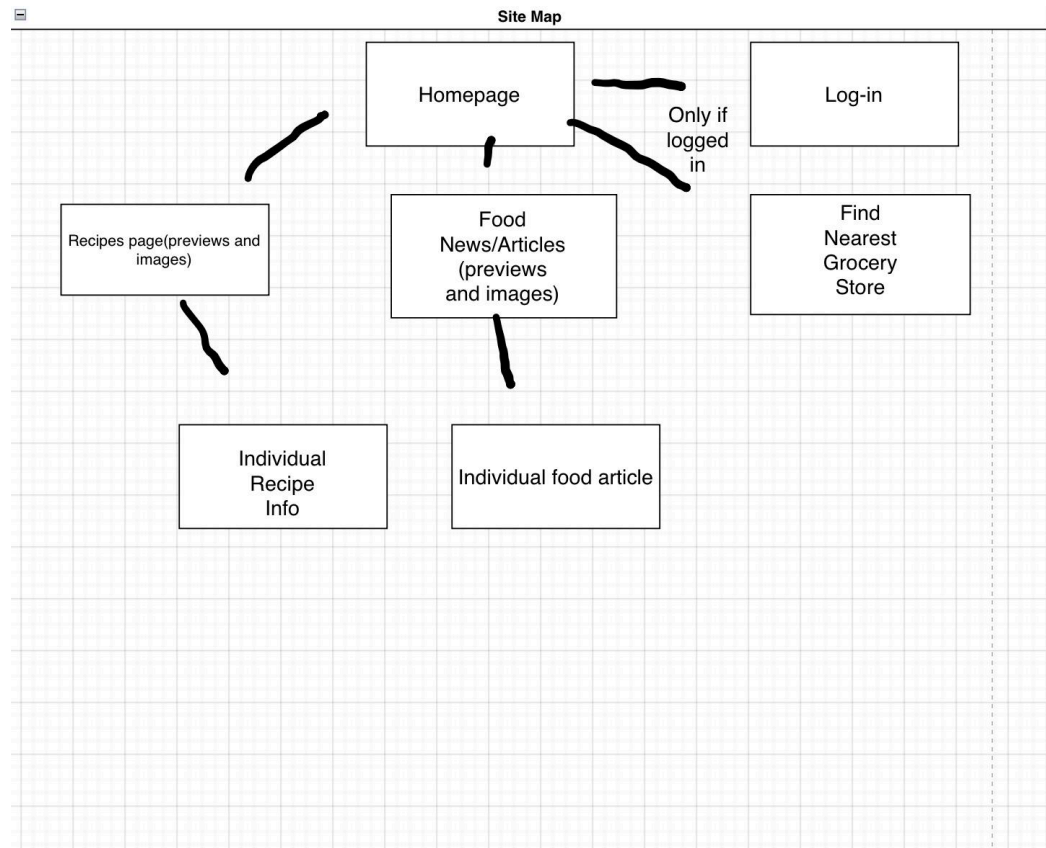 Site Map
Homepage
Log-in
Only if
logged
in
Recipes page(previews and
images)
Food
News/Articles
(previews
and images)
Find
Nearest
Grocery
Store
Individual
Recipe
Info
Individual food article